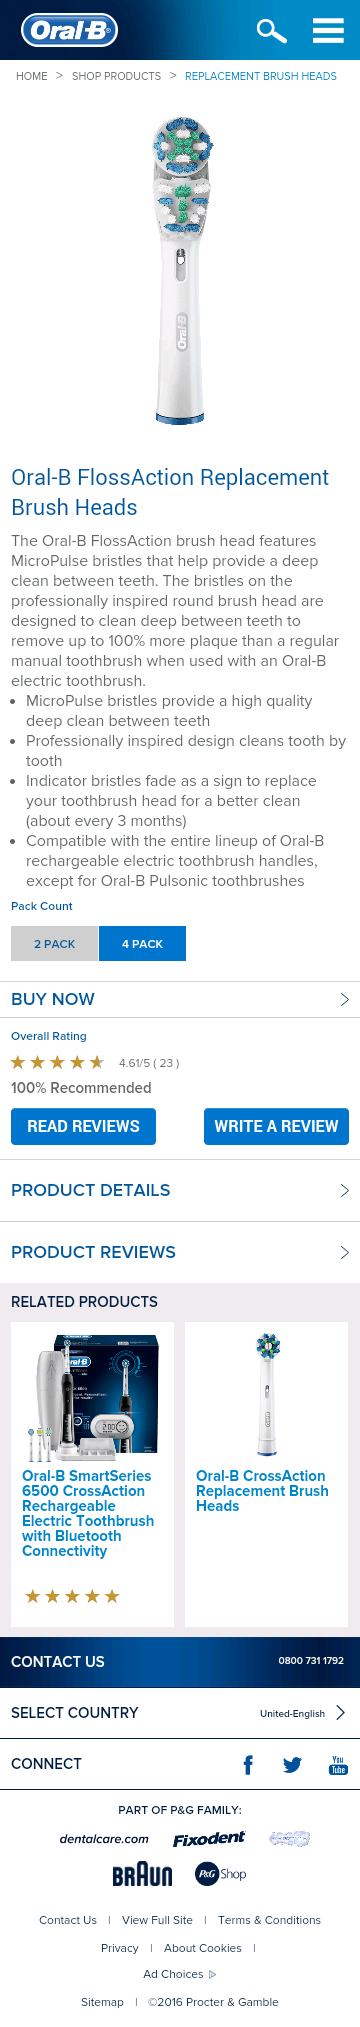 Oral-B
HOME > SHOP PRODUCTS > REPLACEMENT BRUSH HEADS
Oral-B
Oral-B FlossAction Replacement
Brush Heads
The Oral-B FlossAction brush head features
MicroPulse bristles that help provide a deep
clean between teeth. The bristles on the
professionally inspired round brush head are
designed to clean deep between teeth to
remove up to 100% more plaque than a regular
manual toothbrush when used with an Oral-B
electric toothbrush.
• MicroPulse bristles provide a high quality
deep clean between teeth
• Professionally inspired design cleans tooth by
tooth
• Indicator bristles fade as a sign to replace
your toothbrush head for a better clean
(about every 3 months)
• Compatible with the entire lineup of Oral-B
rechargeable electric toothbrush handles,
except for Oral-B Pulsonic toothbrushes
Pack Count
2 PACK 4 PACK
BUY NOW
Overall Rating
4.61/5 ( 23 )
100% Recommended
READ REVIEWS WRITE A REVIEW
PRODUCT DETAILS
PRODUCT REVIEWS
RELATED PRODUCTS
Oral-B
Oral-B SmartSeries
6500 CrossAction
Rechargeable
Electric Toothbrush
with Bluetooth
Connectivity
Oral-B CrossAction
Replacement Brush
Heads
CONTACT US 0800 731 1792
SELECT COUNTRY United-English
CONNECT You Tube
PART OF P&G FAMILY:
dentalcare.com Fixodent
BRAUN P&G Shop
Contact Us | View Full Site | Terms & Conditions
Privacy | About Cookies |
Ad Choices
Sitemap | ©2016 Procter & Gamble